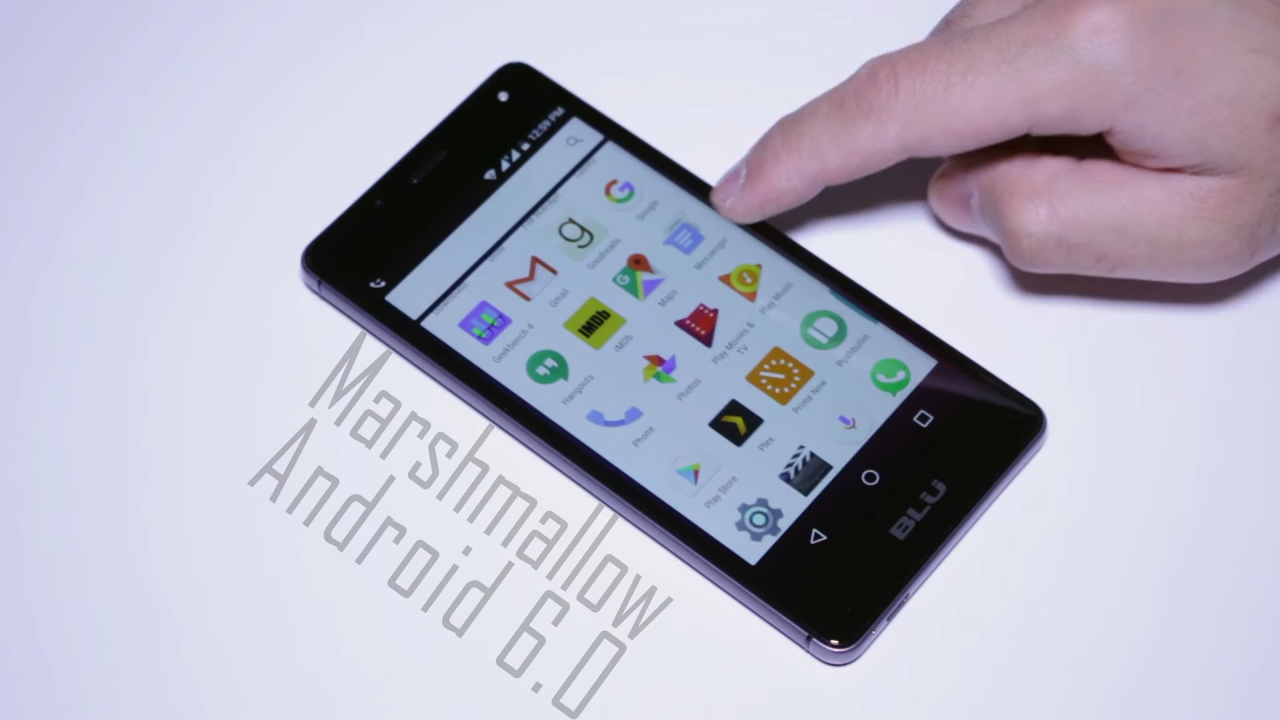 12:59 PM
Google
Goodreads
Gmail
Geekbench 4
Messenger
Maps
IMDb
IMDb
Hangouts
Play Music
Play Movies &
TV
Photos
Phone
Pushbullet
Prime Now
Plex
Play Store
BLU
Marshmallow
Android 6.0